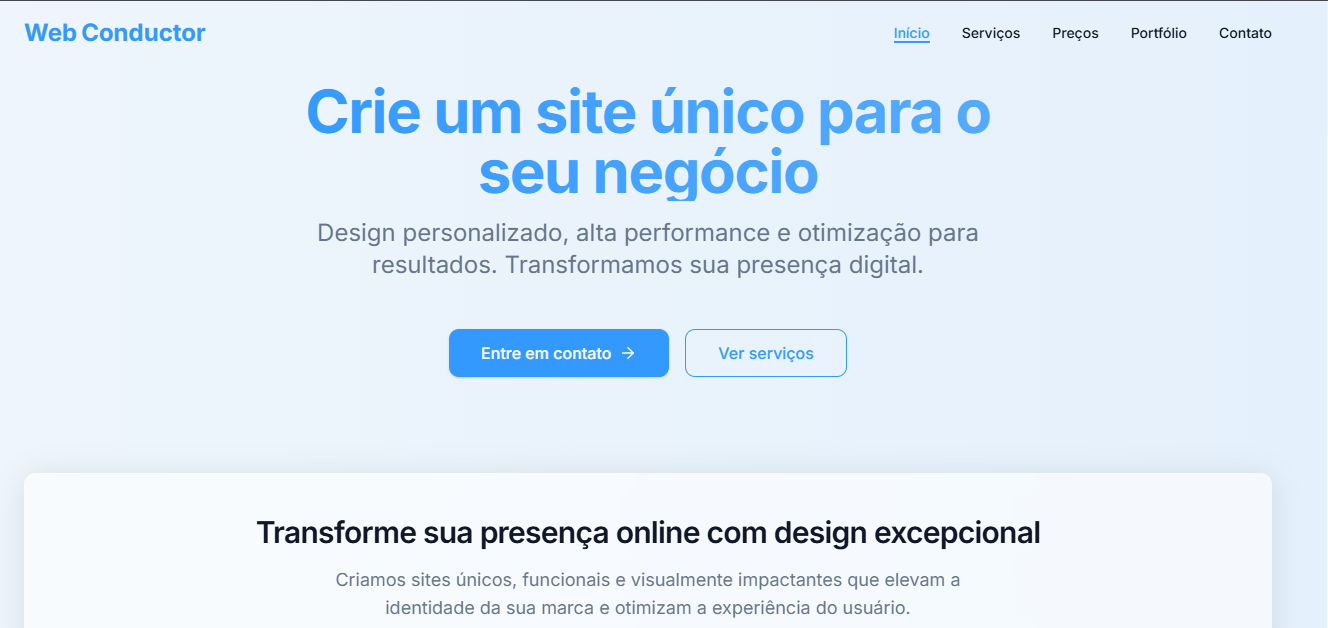 Web Conductor
Início Serviços Preços Portfólio Contato
Crie um site único para o
seu negócio
Design personalizado, alta performance e otimização para
resultados. Transformamos sua presença digital.
Entre em contato → Ver serviços
Transforme sua presença online com design excepcional
Criamos sites únicos, funcionais e visualmente impactantes que elevam a
identidade da sua marca e otimizam a experiência do usuário.